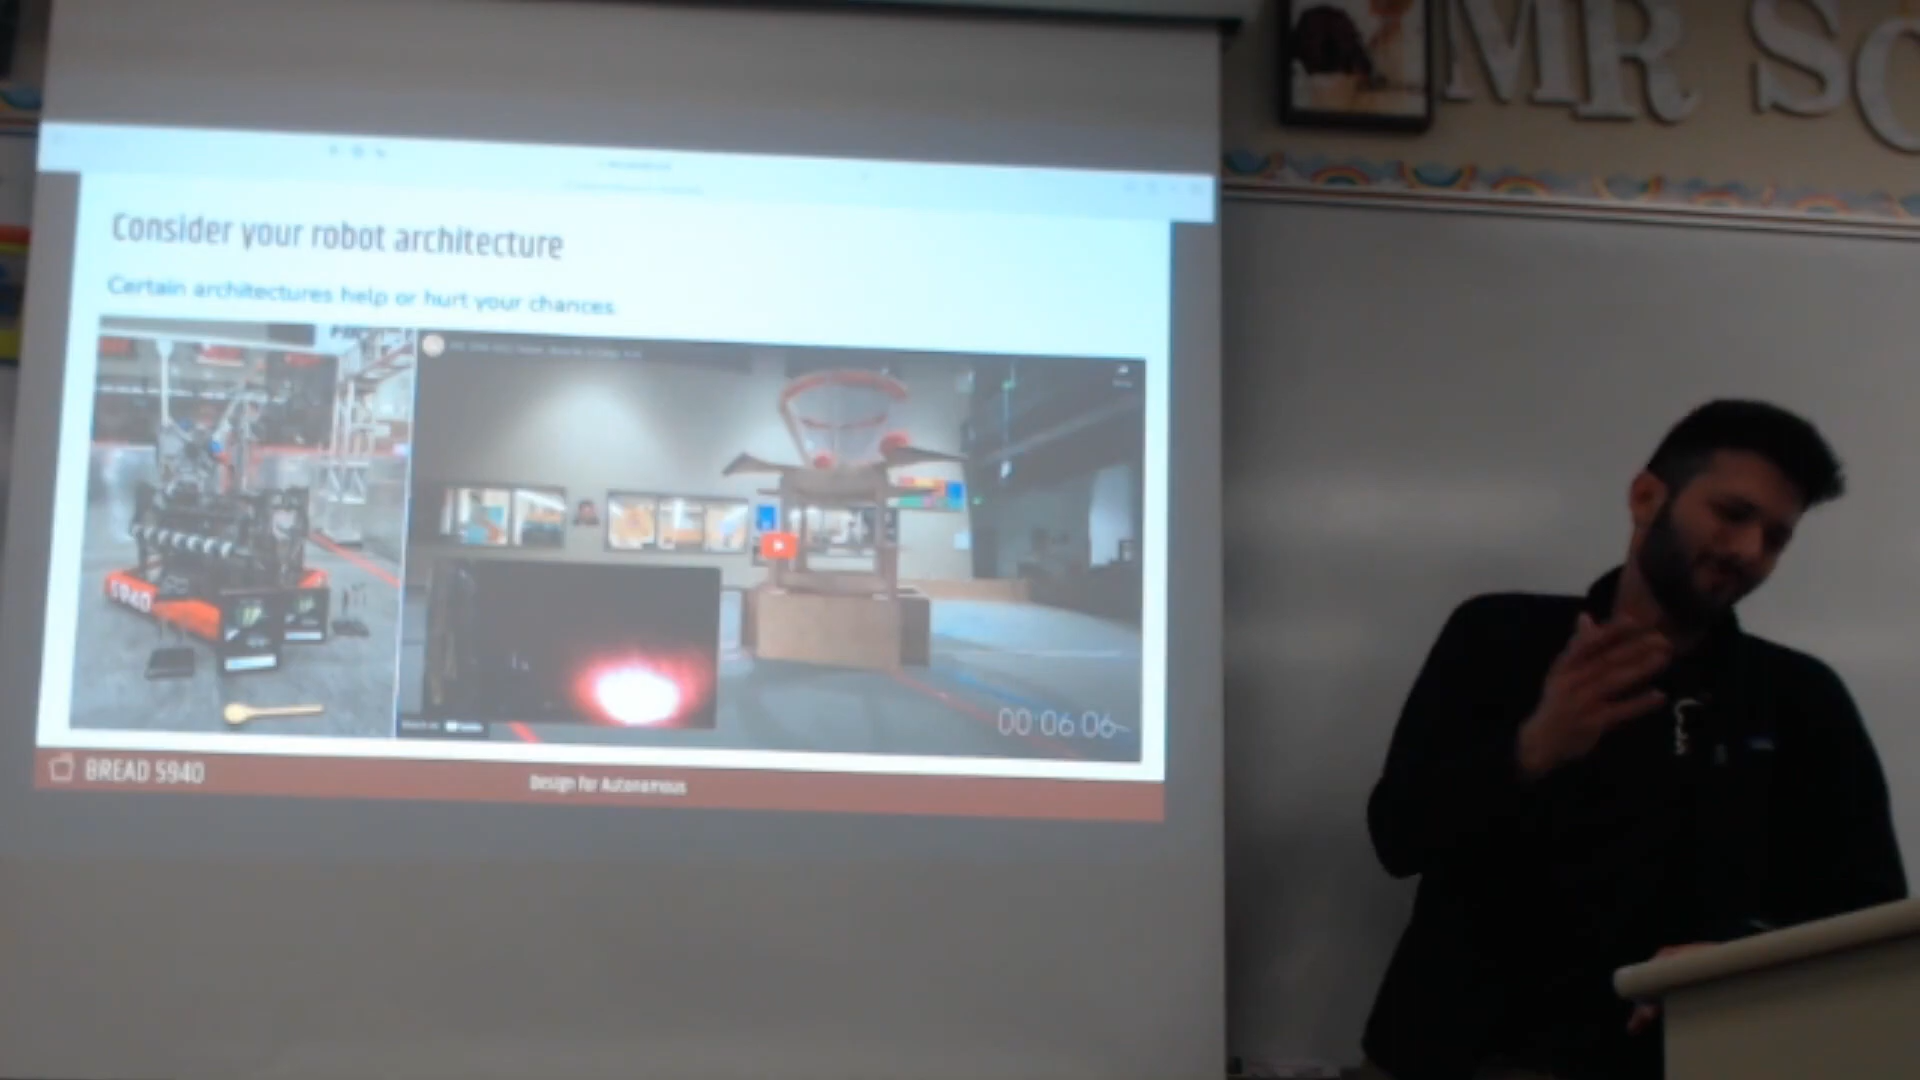 MR SC
Consider your robot architecture
Certain architectures help or hurt your chances.
5940
00:06:06
BREAD 5940
Design for Autonomous